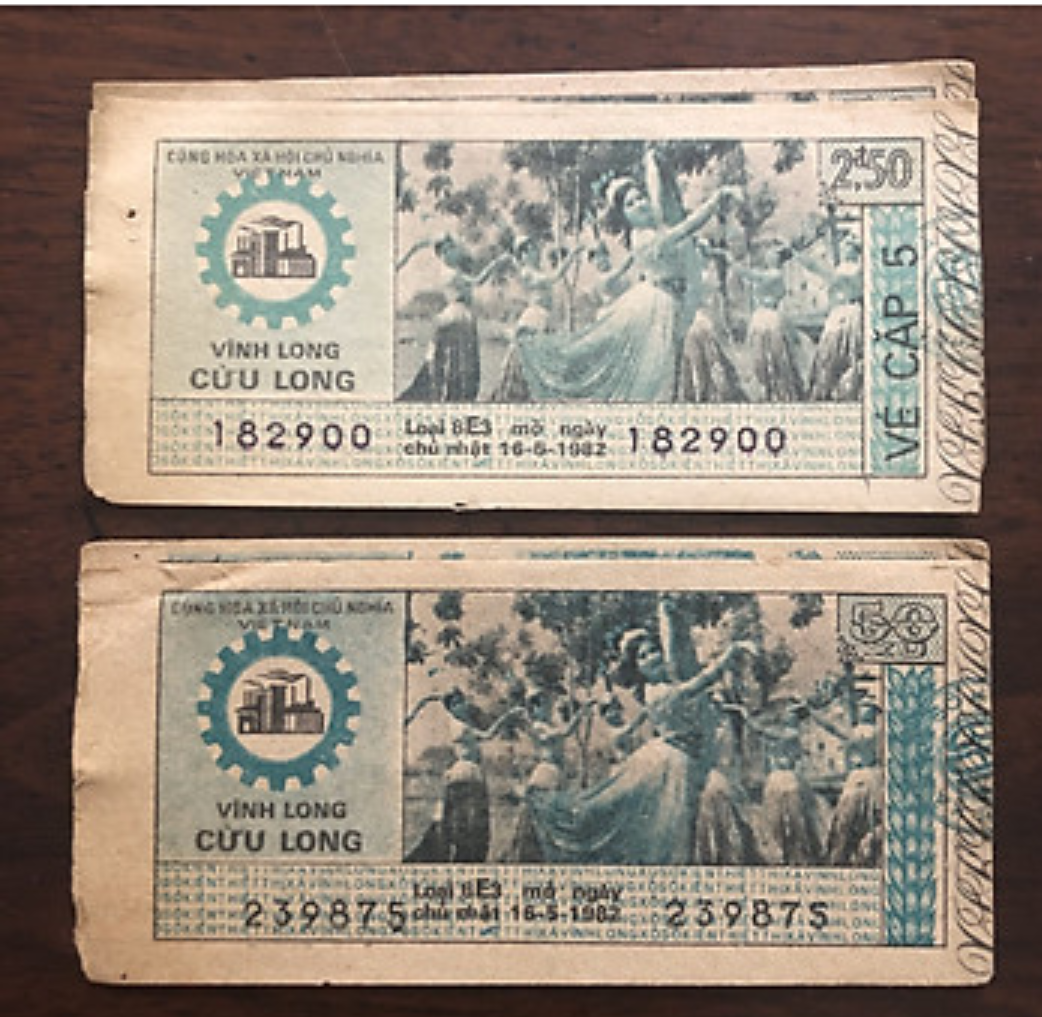 CỘNG HÒA XÃ HỘI CHỦ NGHĨA
VIỆT NAM
2đ,50
VĨNH LONG
CỬU LONG
VÉ CẶP 5
182900
Loại 8E3 mở ngày
chủ nhật 16-5-1982
182900
CỘNG HÒA XÃ HỘI CHỦ NGHĨA
VIỆT NAM
50
VĨNH LONG
CỬU LONG
239875
Loại 8E3 mở ngày
chủ nhật 16-5-1982
239875